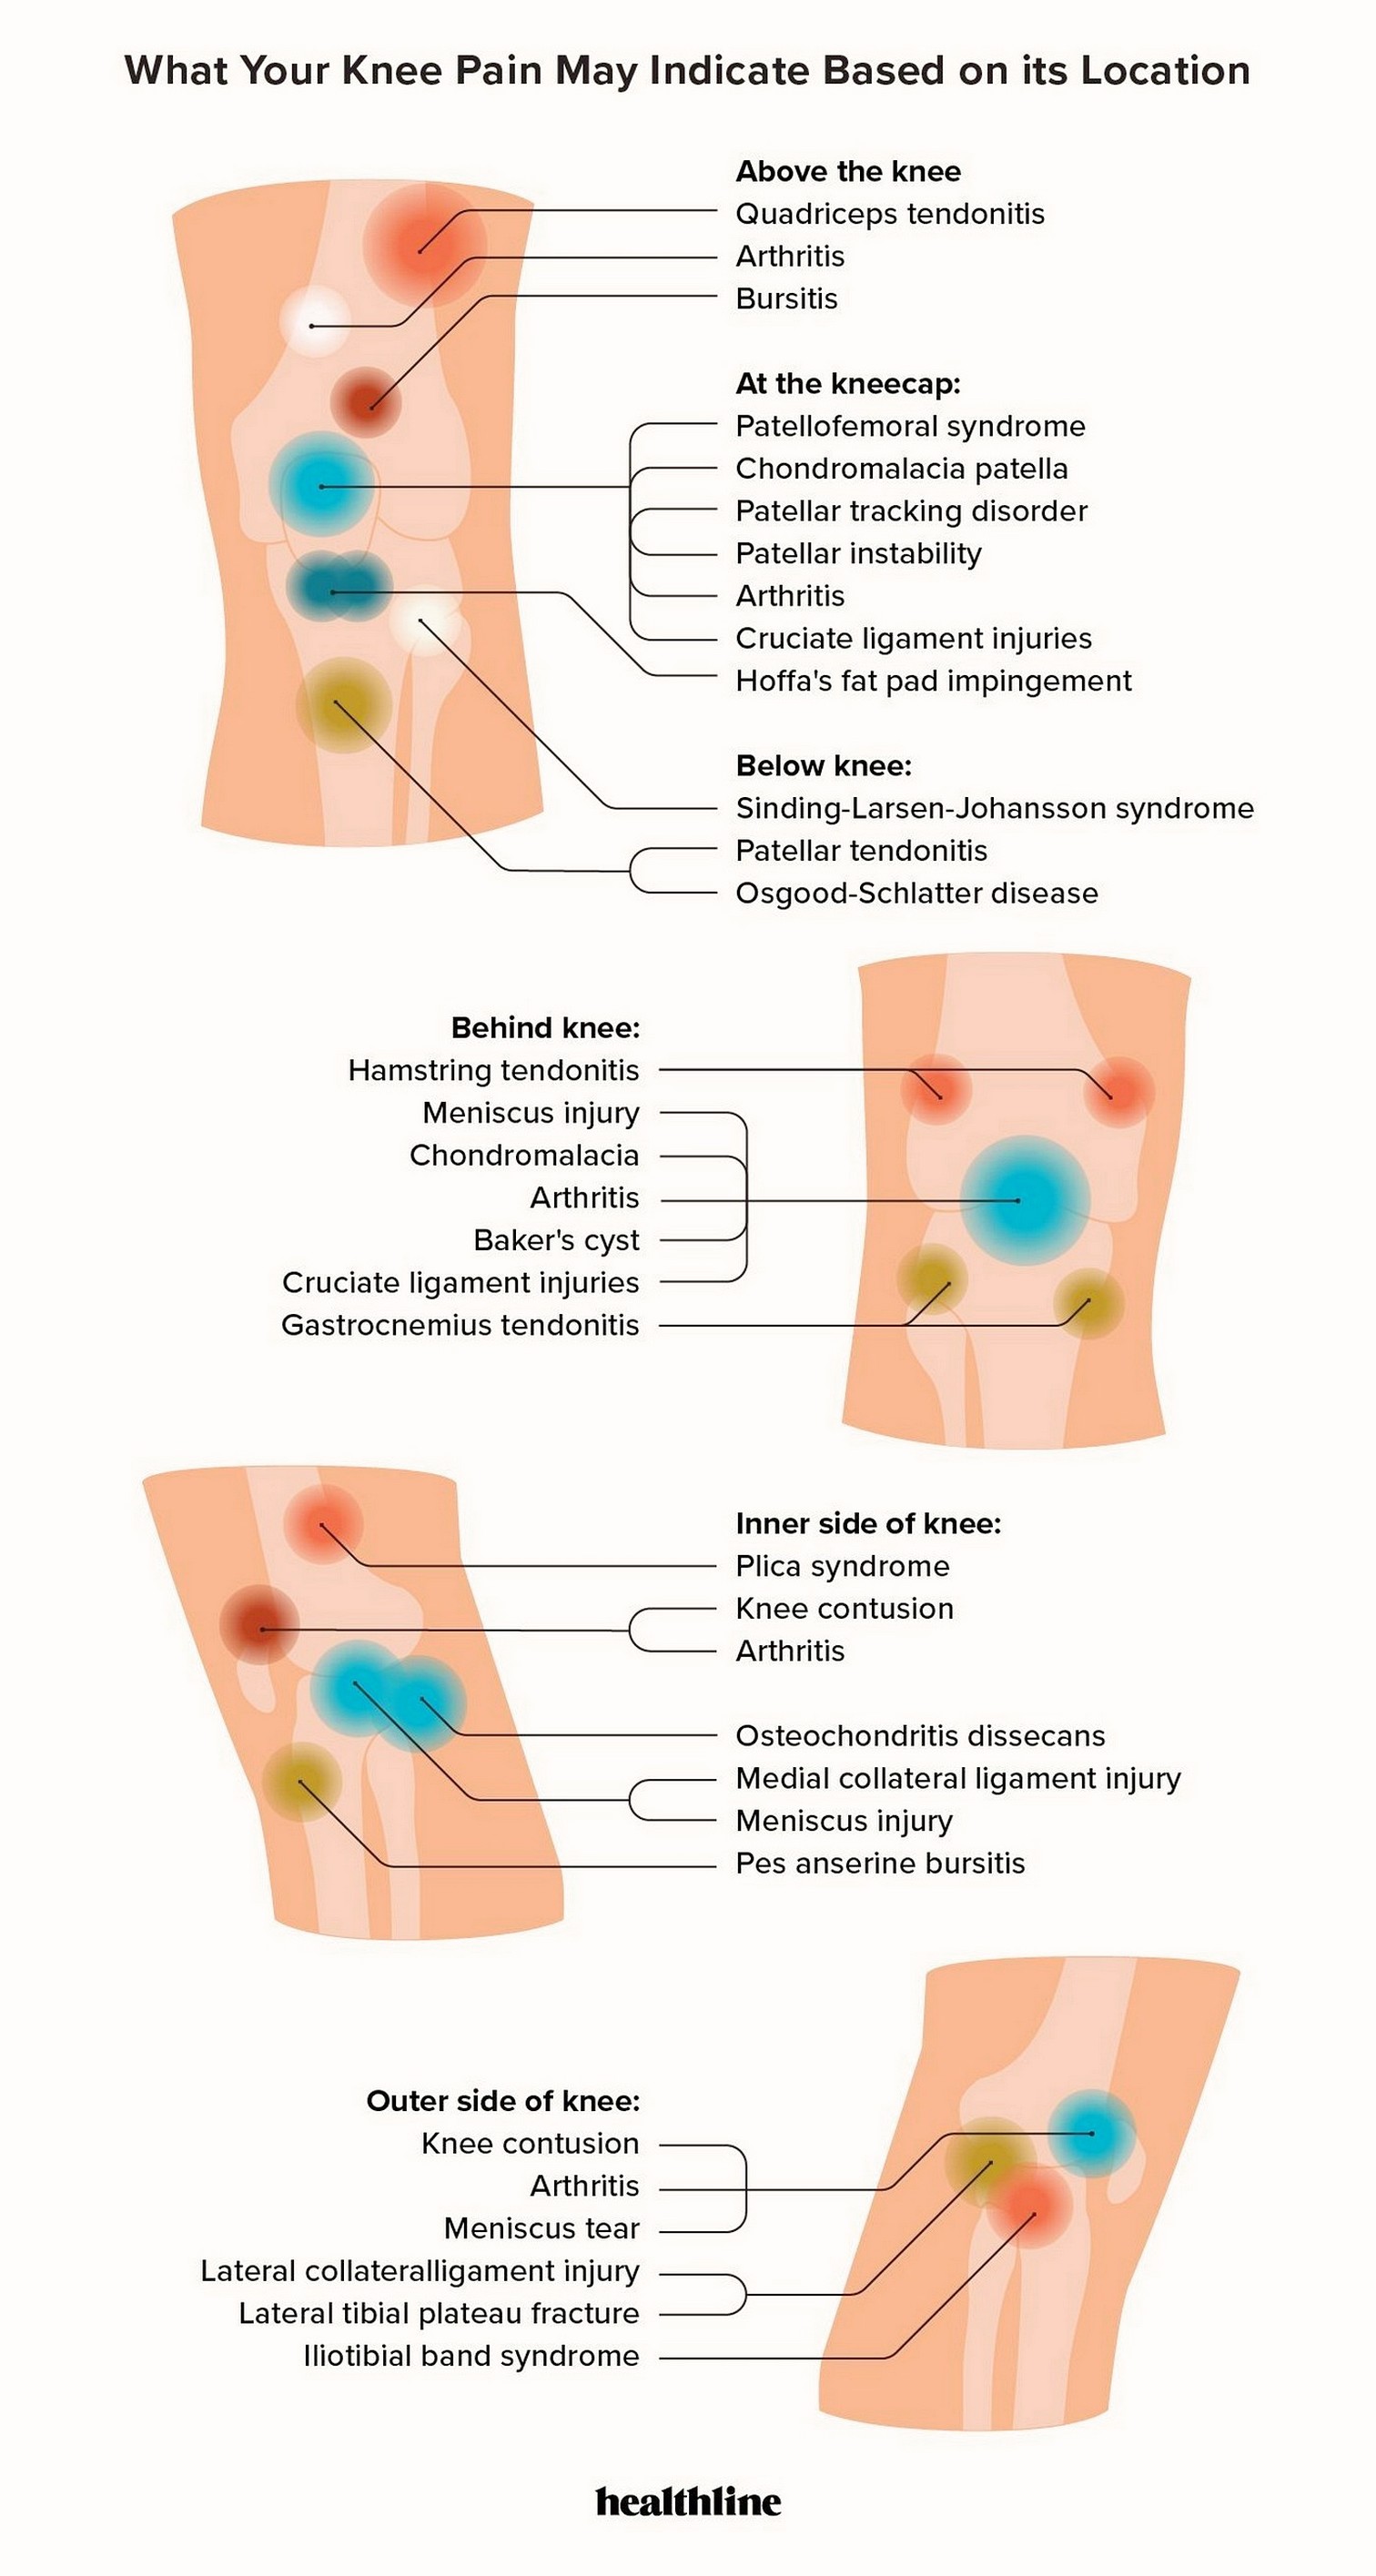 What Your Knee Pain May Indicate Based on its Location
Above the knee
Quadriceps tendonitis
Arthritis
Bursitis
At the kneecap:
Patellofemoral syndrome
Chondromalacia patella
Patellar tracking disorder
Patellar instability
Arthritis
Cruciate ligament injuries
Hoffa's fat pad impingement
Below knee:
Sinding-Larsen-Johansson syndrome
Patellar tendonitis
Osgood-Schlatter disease
Behind knee:
Hamstring tendonitis
Meniscus injury
Chondromalacia
Arthritis
Baker's cyst
Cruciate ligament injuries
Gastrocnemius tendonitis
Inner side of knee:
Plica syndrome
Knee contusion
Arthritis
Osteochondritis dissecans
Medial collateral ligament injury
Meniscus injury
Pes anserine bursitis
Outer side of knee:
Knee contusion
Arthritis
Meniscus tear
Lateral collateralligament injury
Lateral tibial plateau fracture
Iliotibial band syndrome
healthline